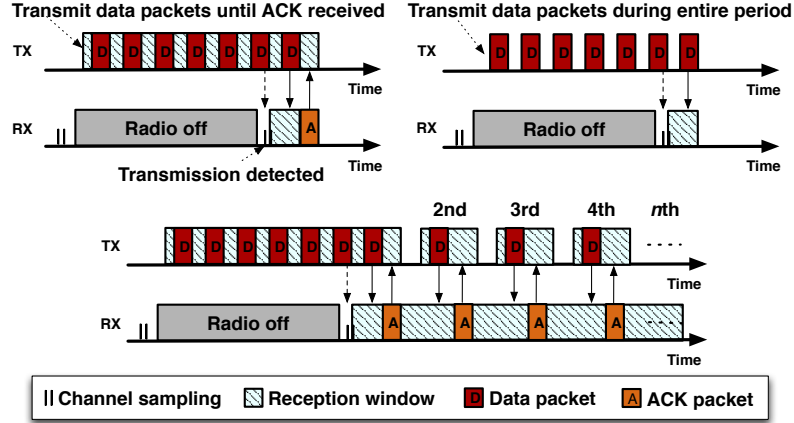 Transmit data packets until ACK received
TX
D D D D D D D
Time
RX
Radio off
A
Time
Transmission detected
Transmit data packets during entire period
TX
D D D D D D D
Time
RX
Radio off
Time
2nd 3rd 4th nth
TX
D D D D D D D D D D
Time
RX
Radio off
A A A A
Time
Channel sampling Reception window D Data packet A ACK packet